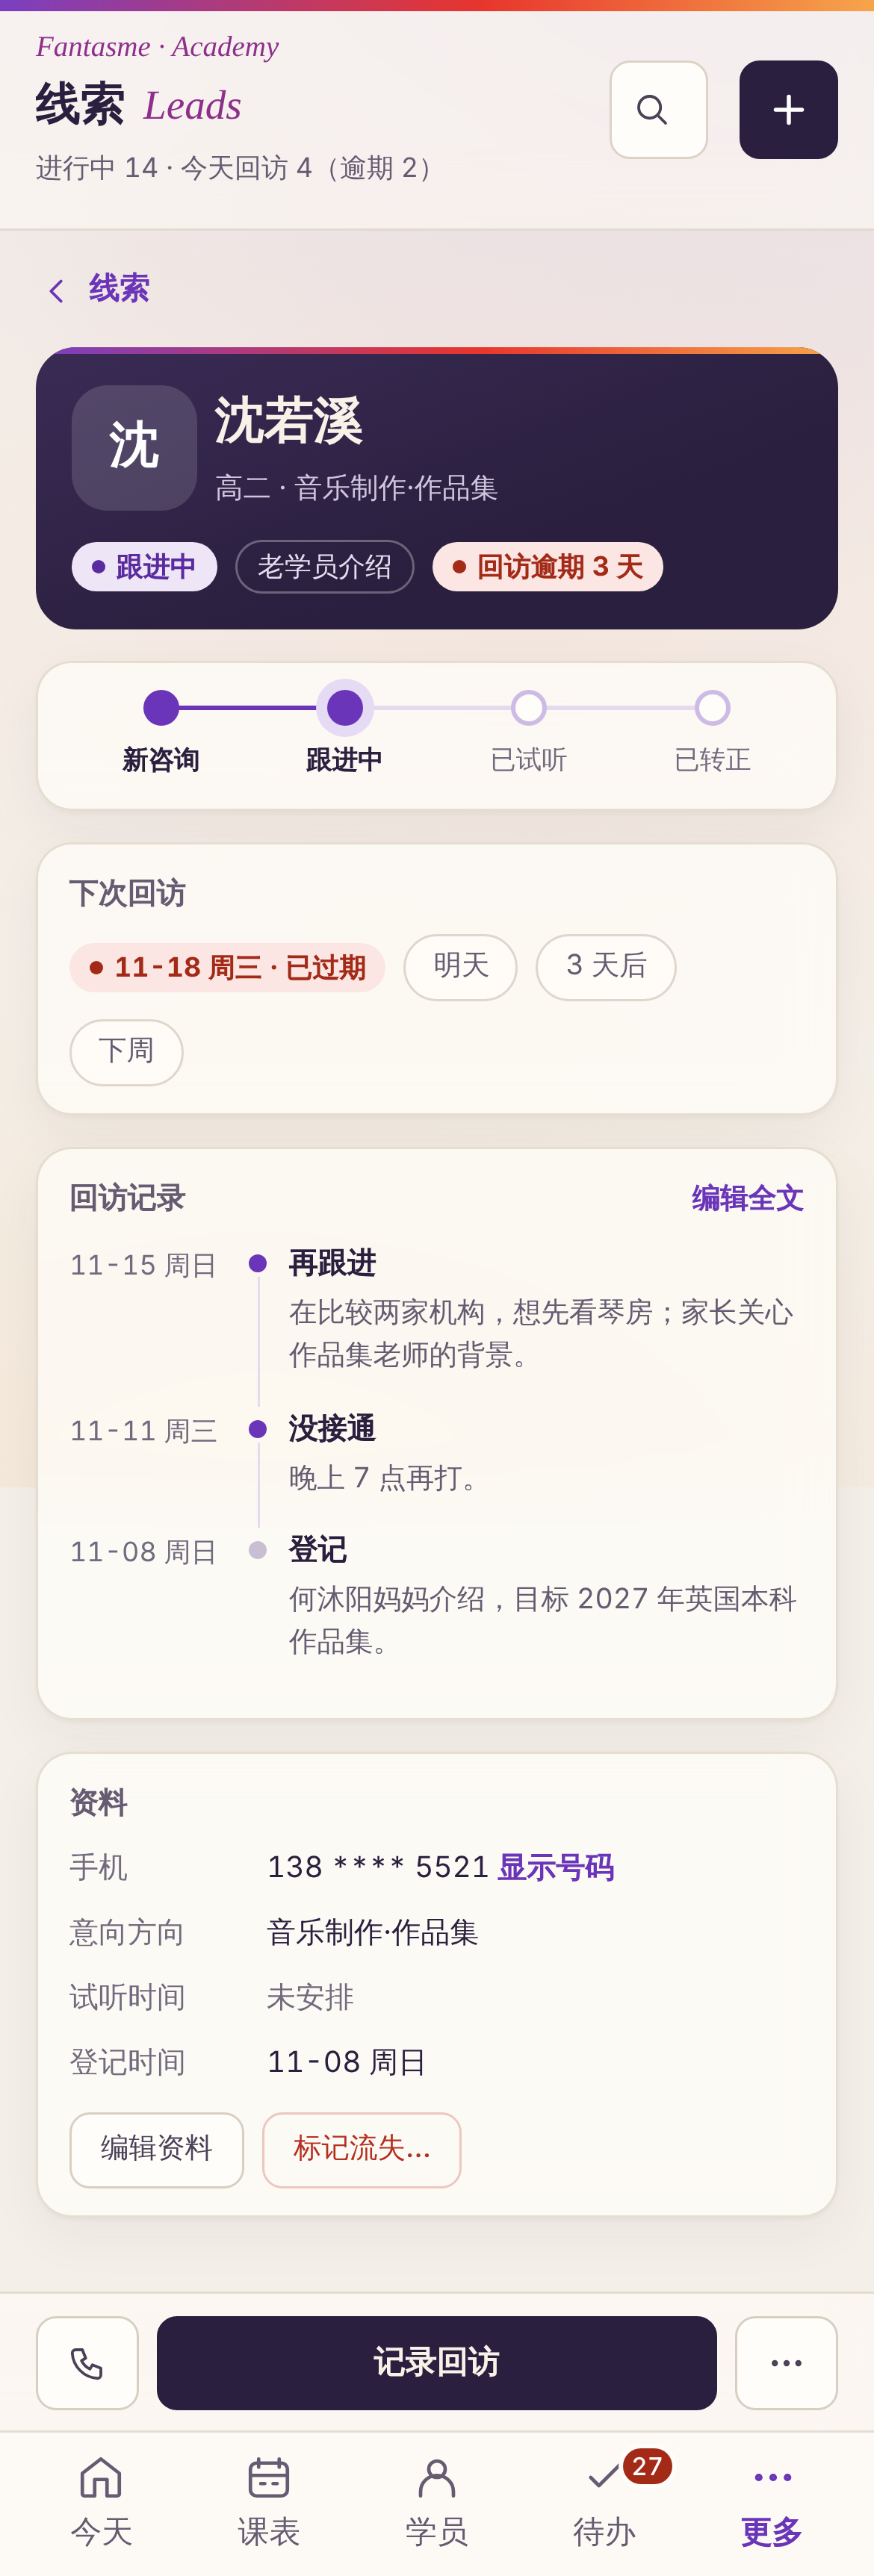 Fantasme · Academy
线索 Leads
进行中 14 · 今天回访 4（逾期 2）
线索
沈
沈若溪
高二 · 音乐制作·作品集
跟进中
老学员介绍
回访逾期 3 天
新咨询
跟进中
已试听
已转正
下次回访
11-18 周三 · 已过期
明天
3 天后
下周
回访记录
编辑全文
11-15 周日
再跟进
在比较两家机构，想先看琴房；家长关心
作品集老师的背景。
11-11 周三
没接通
晚上 7 点再打。
11-08 周日
登记
何沐阳妈妈介绍，目标 2027 年英国本科
作品集。
资料
手机
138 **** 5521 显示号码
意向方向
音乐制作·作品集
试听时间
未安排
登记时间
11-08 周日
编辑资料
标记流失...
记录回访
今天
课表
学员
27
待办
更多